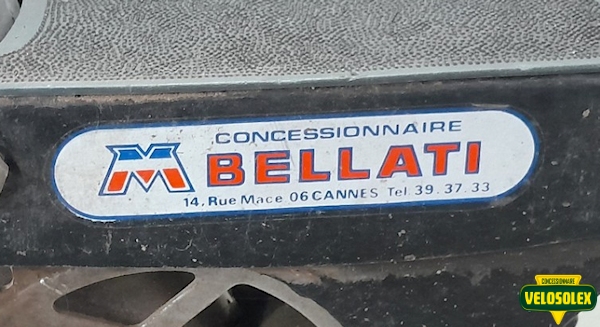 CONCESSIONNAIRE
M BELLATI
14, Rue Mace 06 CANNES Tel. 39. 37. 33
CONCESSIONNAIRE
VELOSOLEX